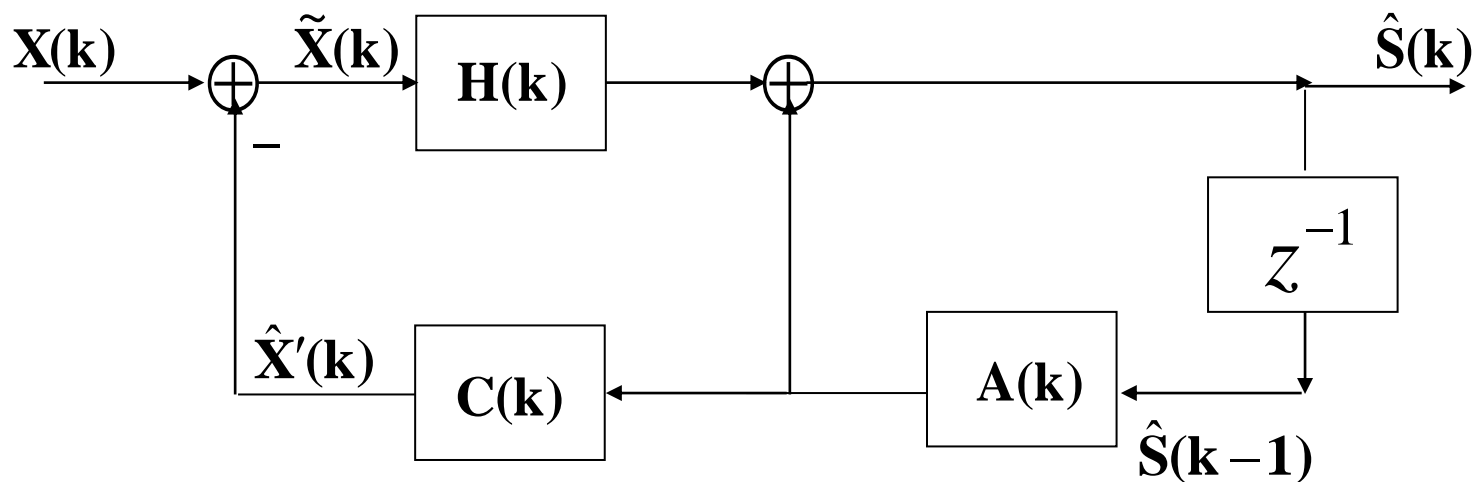 X(k)
X̃(k)
H(k)
Ŝ(k)
−
z⁻¹
X̂′(k)
C(k)
A(k)
Ŝ(k − 1)